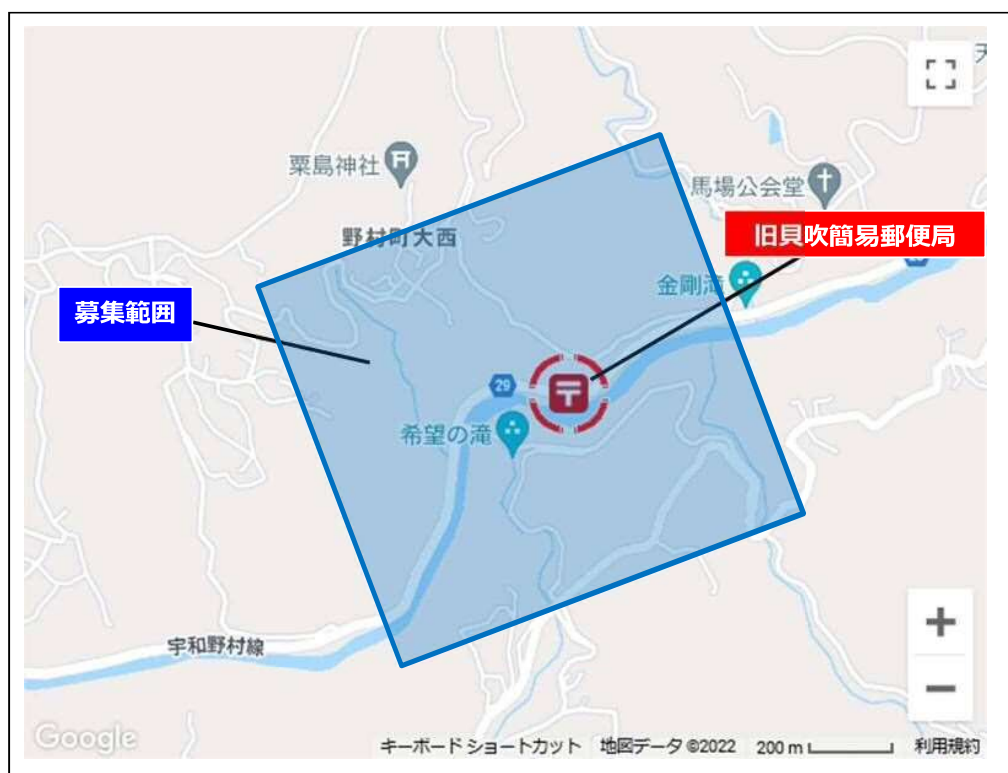 粟島神社
馬場公会堂
野村町大西
旧貝吹簡易郵便局
金剛滝
募集範囲
29
希望の滝
宇和野村線
Google
キーボード ショートカット
地図データ ©2022
200 m
利用規約